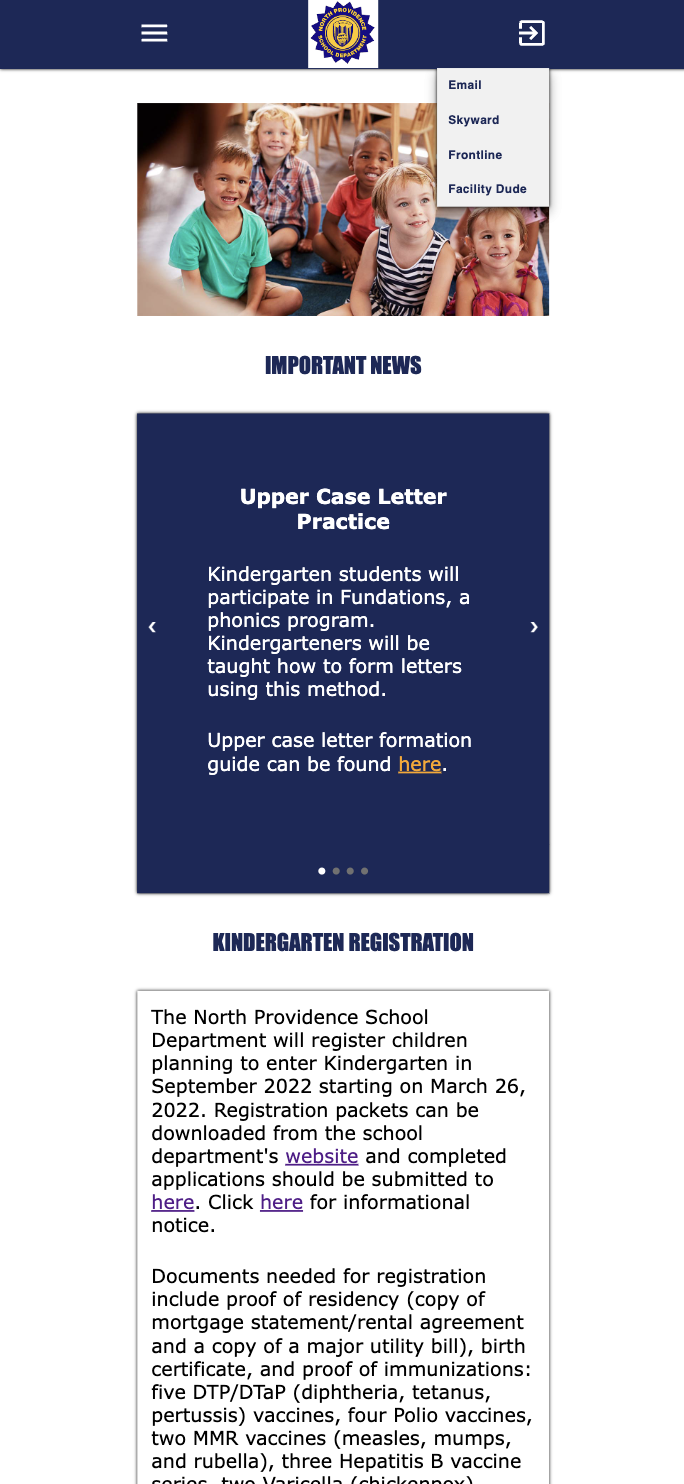 NORTH PROVIDENCE
SCHOOL DEPARTMENT
Email
Skyward
Frontline
Facility Dude
IMPORTANT NEWS
Upper Case Letter
Practice
Kindergarten students will
participate in Fundations, a
phonics program.
Kindergarteners will be
taught how to form letters
using this method.
Upper case letter formation
guide can be found here.
KINDERGARTEN REGISTRATION
The North Providence School
Department will register children
planning to enter Kindergarten in
September 2022 starting on March 26,
2022. Registration packets can be
downloaded from the school
department's website and completed
applications should be submitted to
here. Click here for informational
notice.
Documents needed for registration
include proof of residency (copy of
mortgage statement/rental agreement
and a copy of a major utility bill), birth
certificate, and proof of immunizations:
five DTP/DTaP (diphtheria, tetanus,
pertussis) vaccines, four Polio vaccines,
two MMR vaccines (measles, mumps,
and rubella), three Hepatitis B vaccine
series, two Varicella (chickenpox)